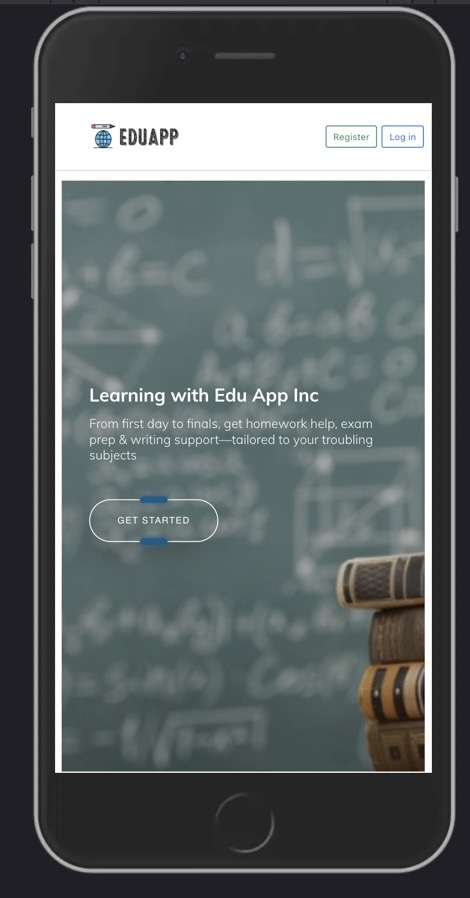 EDUAPP
Register
Log in
Learning with Edu App Inc
From first day to finals, get homework help, exam
prep & writing support—tailored to your troubling
subjects
GET STARTED